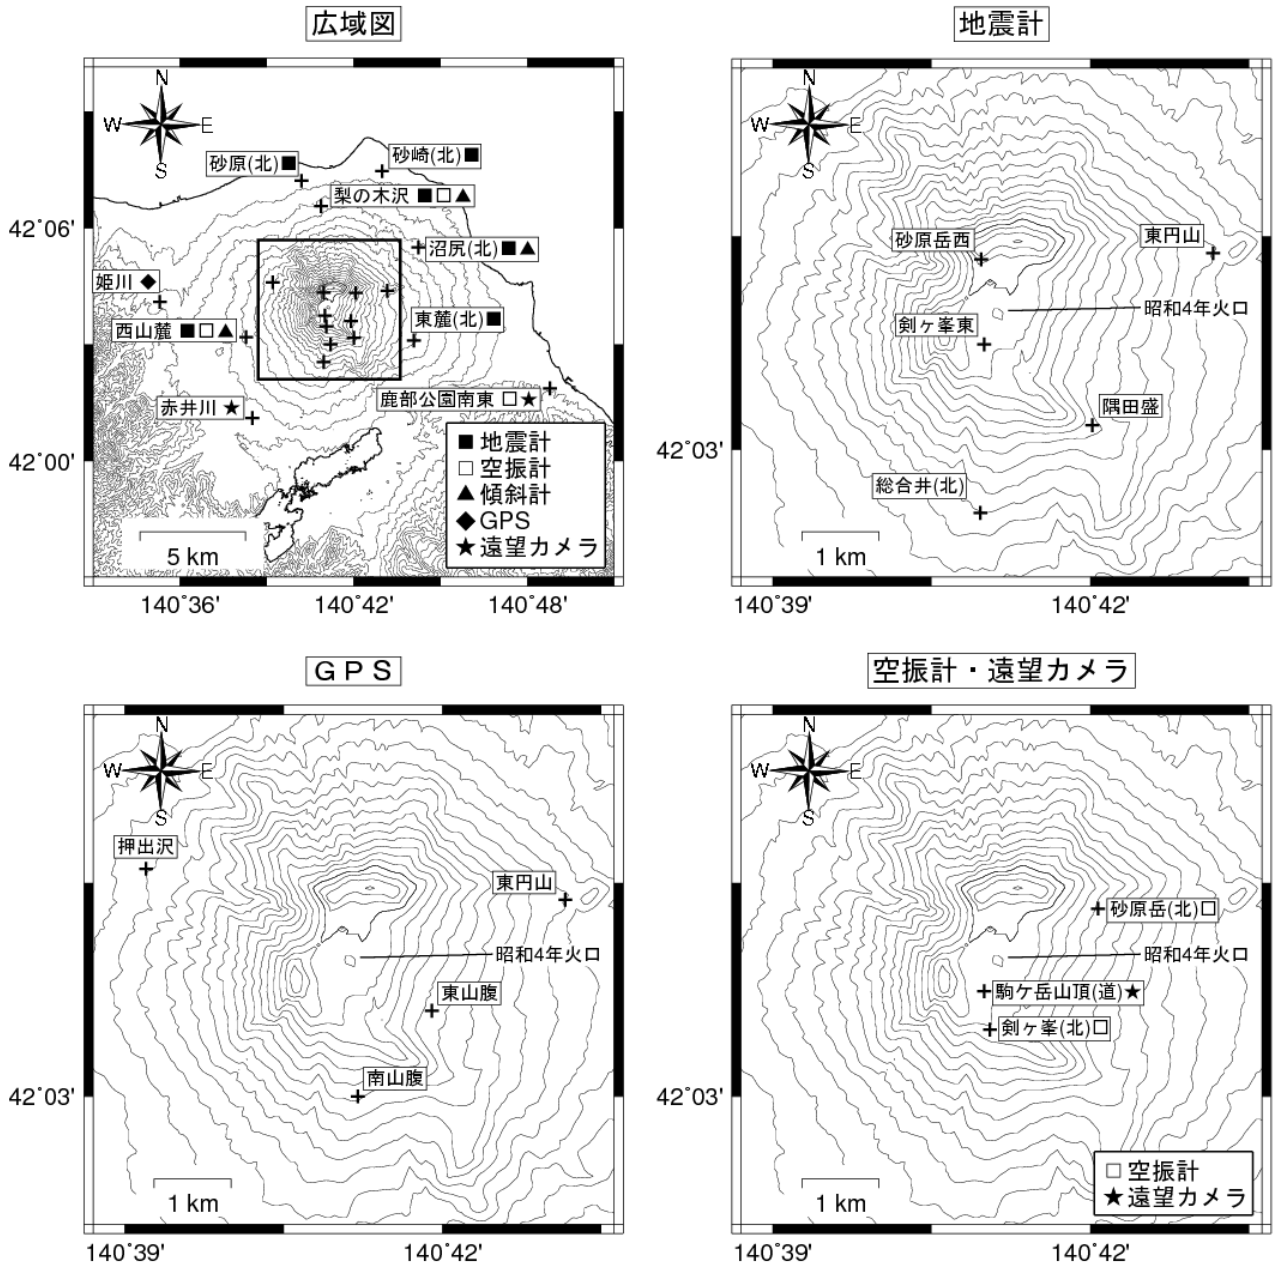 広域図
N
W E
S
砂原(北)■
砂崎(北)■
梨の木沢 ■□▲
沼尻(北)■▲
姫川 ◆
西山麓 ■□▲
東麓(北)■
赤井川 ★
鹿部公園南東 □★
■ 地震計
□ 空振計
▲ 傾斜計
◆ GPS
★ 遠望カメラ
5 km
42˚06'
42˚00'
140˚36' 140˚42' 140˚48'
地震計
N
W E
S
砂原岳西
東円山
昭和4年火口
剣ヶ峯東
隅田盛
総合井(北)
42˚03'
1 km
140˚39' 140˚42'
GPS
N
W E
S
押出沢
東円山
昭和4年火口
東山腹
南山腹
42˚03'
1 km
140˚39' 140˚42'
空振計・遠望カメラ
N
W E
S
砂原岳(北)□
昭和4年火口
駒ケ岳山頂(道)★
剣ヶ峯(北)□
42˚03'
□ 空振計
★ 遠望カメラ
1 km
140˚39' 140˚42'